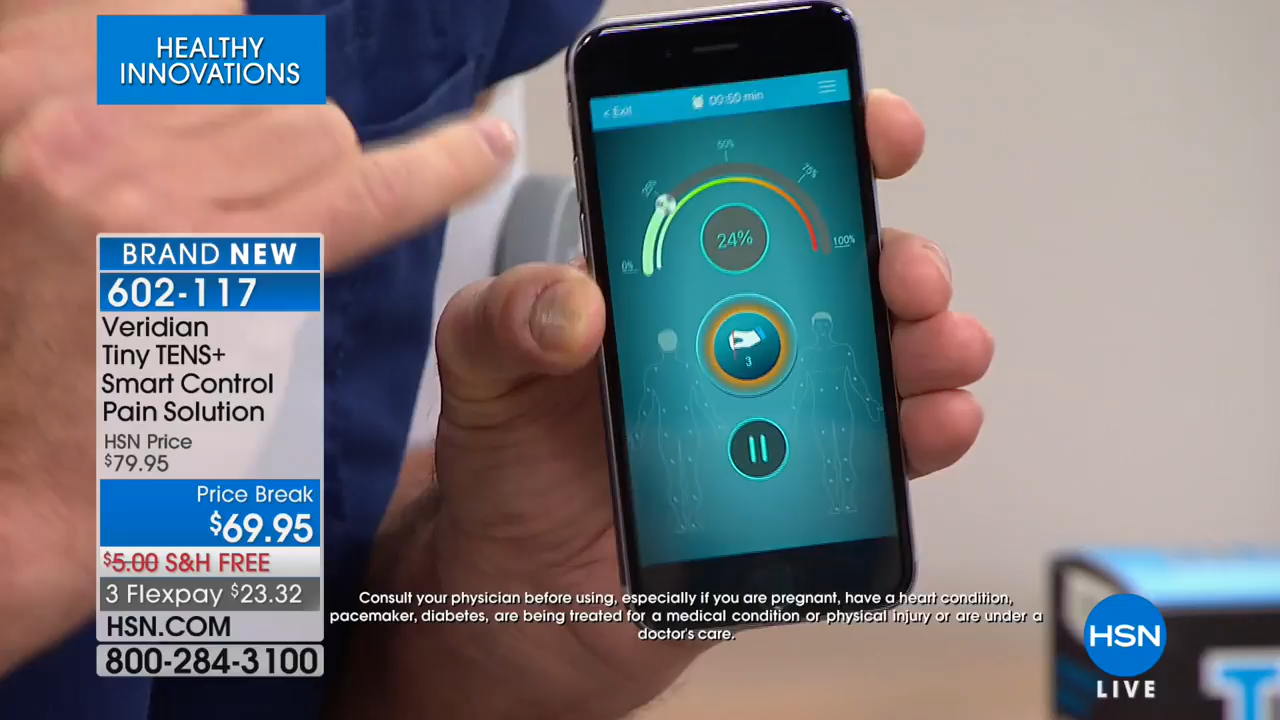 HEALTHY
INNOVATIONS
BRAND NEW
602-117
Veridian
Tiny TENS+
Smart Control
Pain Solution
HSN Price
$79.95
Price Break
$69.95
$5.00 S&H FREE
3 Flexpay $23.32
HSN.COM
800-284-3100
< Exit
min
50%
75%
24%
0%
100%
3
Consult your physician before using, especially if you are pregnant, have a heart condition,
pacemaker, diabetes, are being treated for a medical condition or physical injury or are under a
doctor's care.
HSN
LIVE